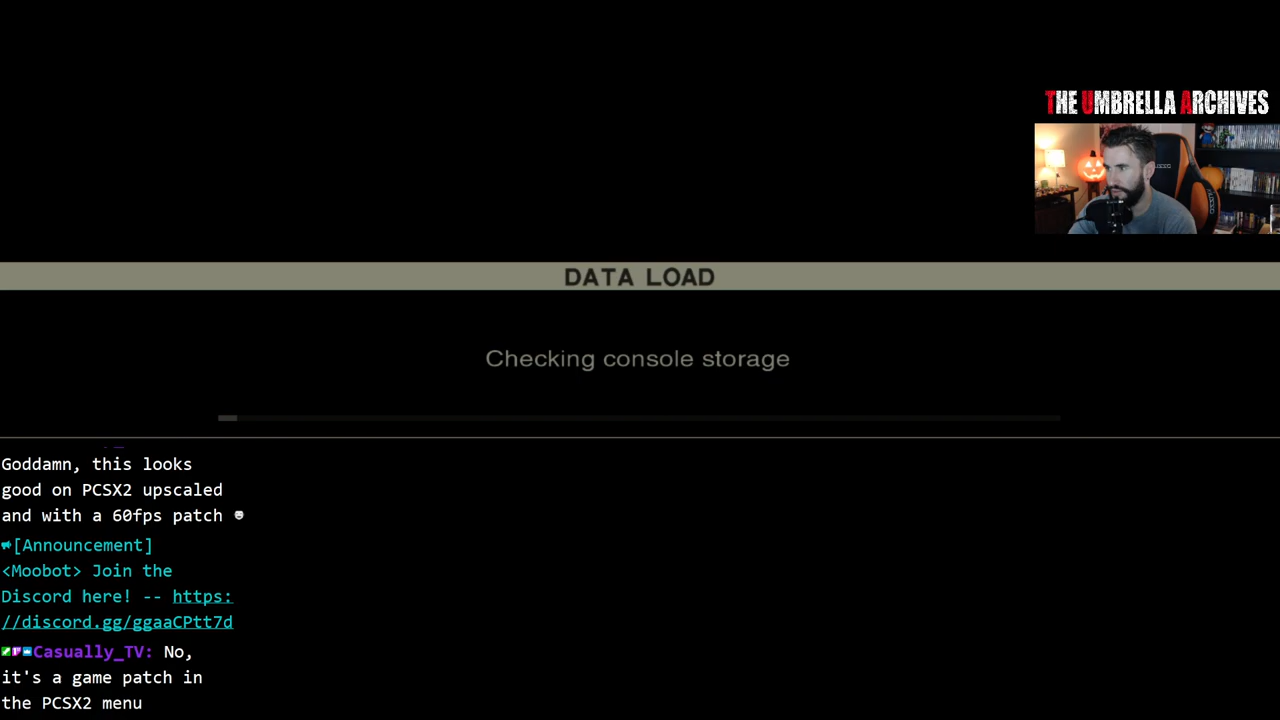 THE UMBRELLA ARCHIVES
DATA LOAD
Checking console storage
Goddamn, this looks
good on PCSX2 upscaled
and with a 60fps patch
[Announcement]
<Moobot> Join the
Discord here! -- https:
//discord.gg/ggaaCPtt7d
Casually_TV: No,
it's a game patch in
the PCSX2 menu